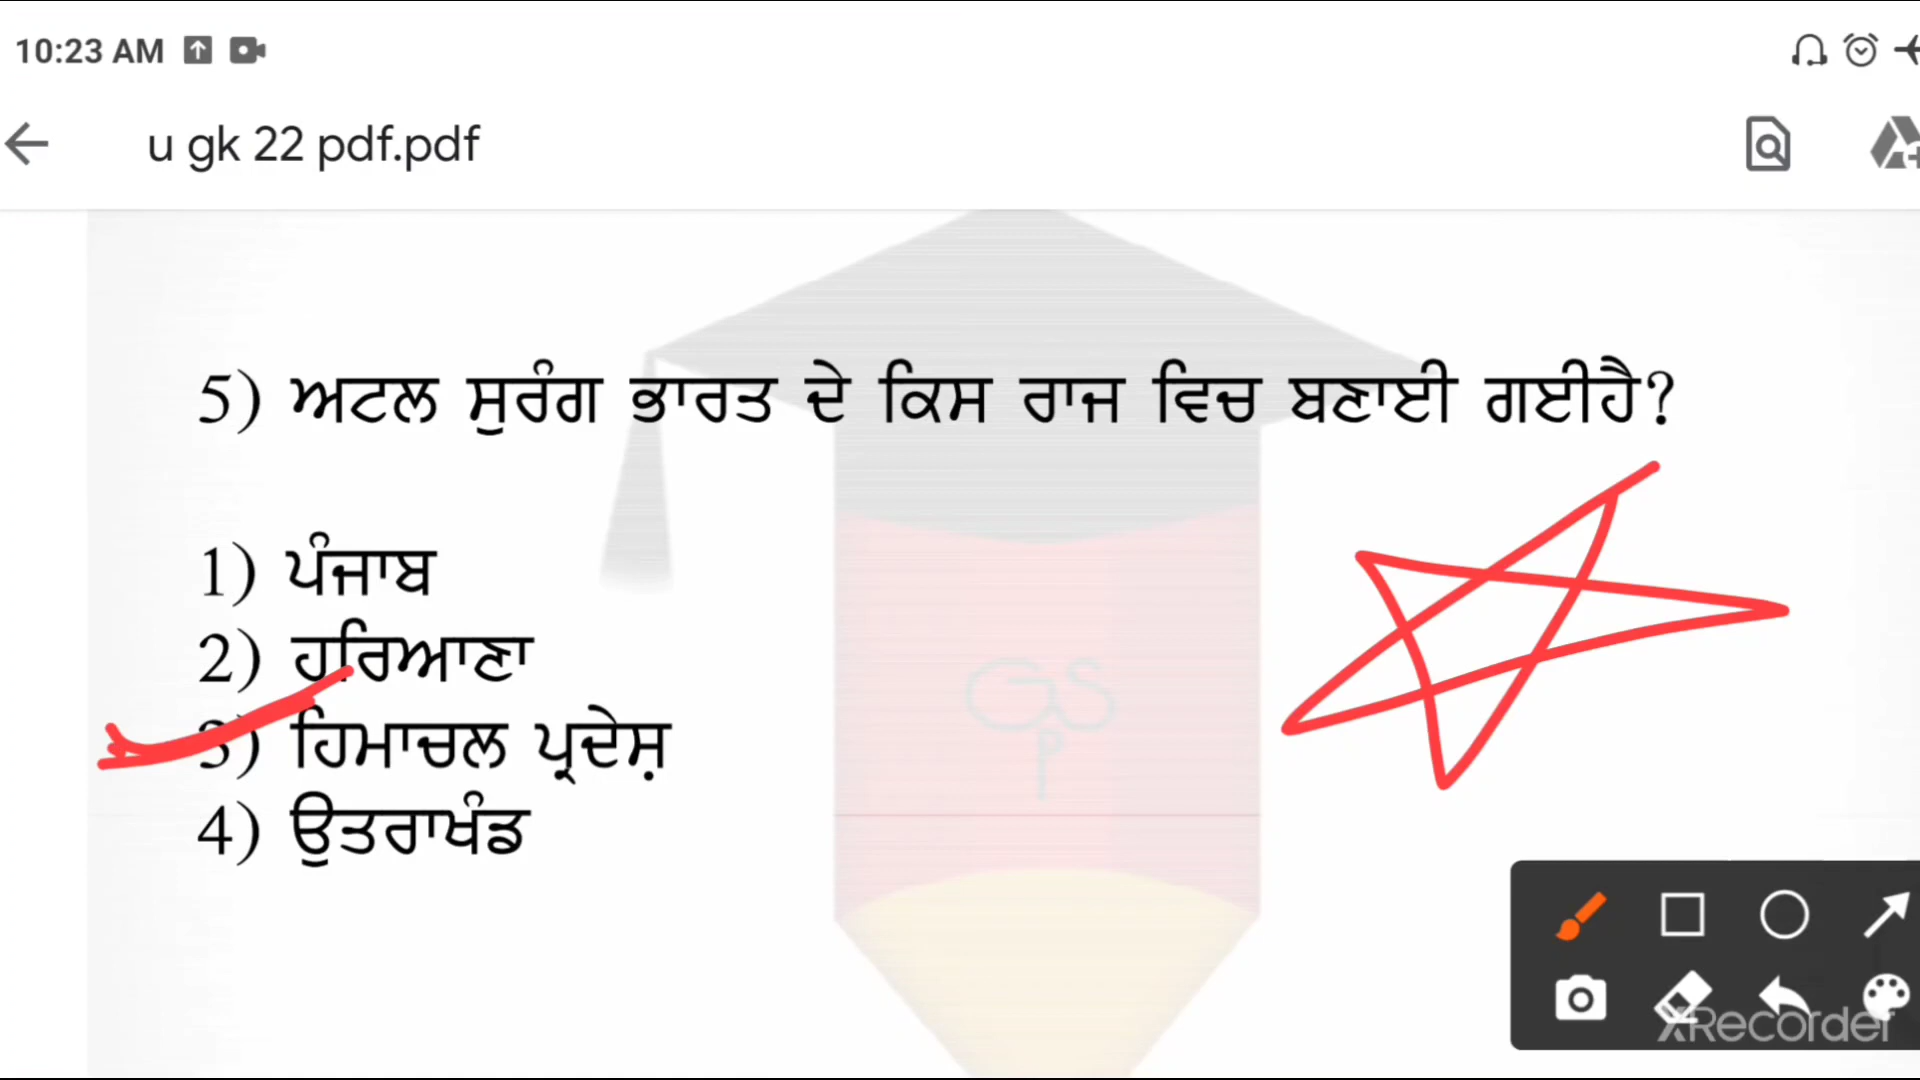 10:23 AM
u gk 22 pdf.pdf
5) ਅਟਲ ਸੁਰੰਗ ਭਾਰਤ ਦੇ ਕਿਸ ਰਾਜ ਵਿਚ ਬਣਾਈ ਗਈਹੈ?
1) ਪੰਜਾਬ
2) ਹਰਿਆਣਾ
3) ਹਿਮਾਚਲ ਪ੍ਰਦੇਸ਼
4) ਉਤਰਾਖੰਡ
GSP
XRecorder